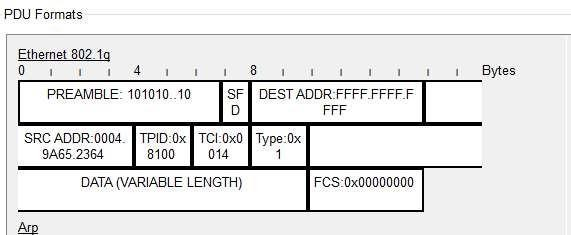 PDU Formats
Ethernet 802.1q
0 4 8 Bytes
PREAMBLE: 101010..10 SF DEST ADDR:FFFF.FFFF.F
D FFF
SRC ADDR:0004. TPID:0x TCI:0x0 Type:0x
9A65.2364 8100 014 1
DATA (VARIABLE LENGTH) FCS:0x00000000
Arp